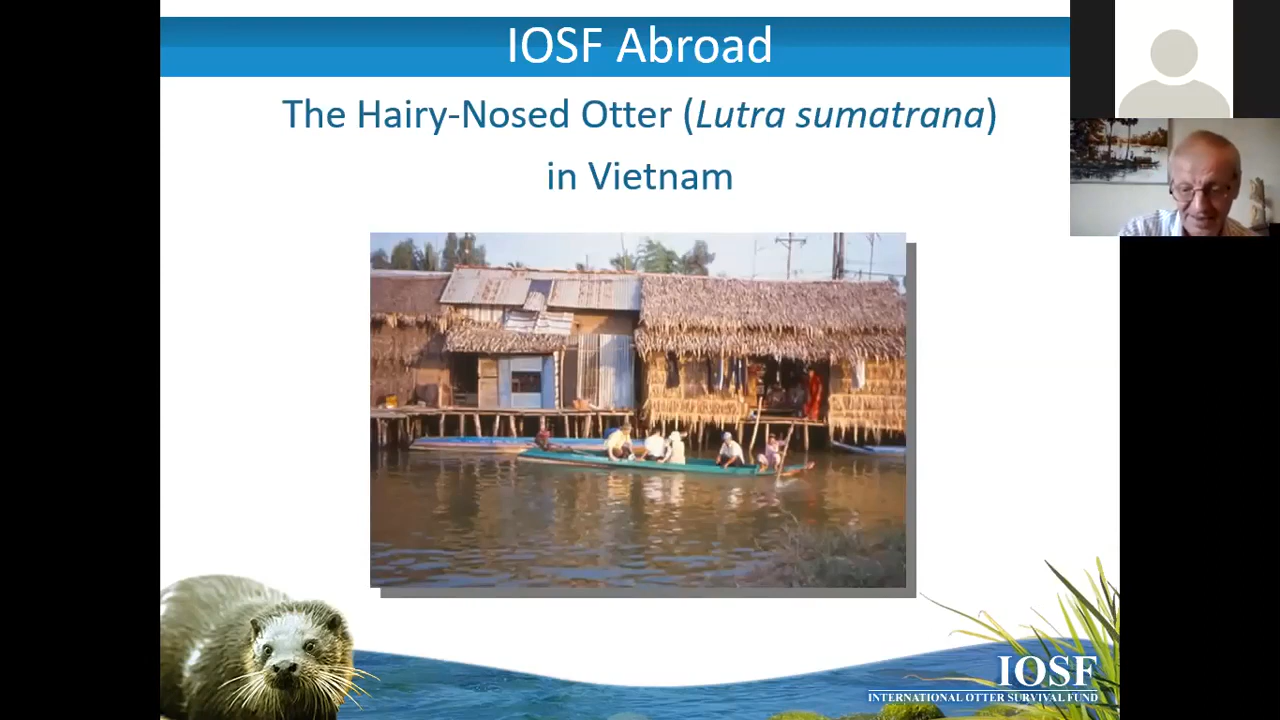 IOSF Abroad
The Hairy-Nosed Otter (Lutra sumatrana)
in Vietnam
IOSF
INTERNATIONAL OTTER SURVIVAL FUND